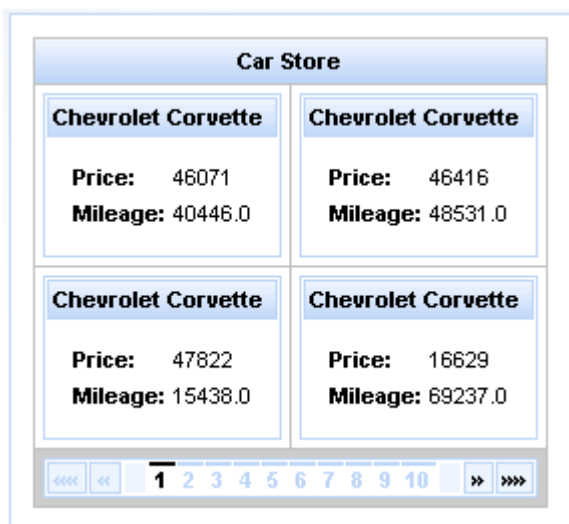 Car Store
Chevrolet Corvette
Price: 46071
Mileage: 40446.0
Chevrolet Corvette
Price: 46416
Mileage: 48531.0
Chevrolet Corvette
Price: 47822
Mileage: 15438.0
Chevrolet Corvette
Price: 16629
Mileage: 69237.0
«« « 1 2 3 4 5 6 7 8 9 10 » »»